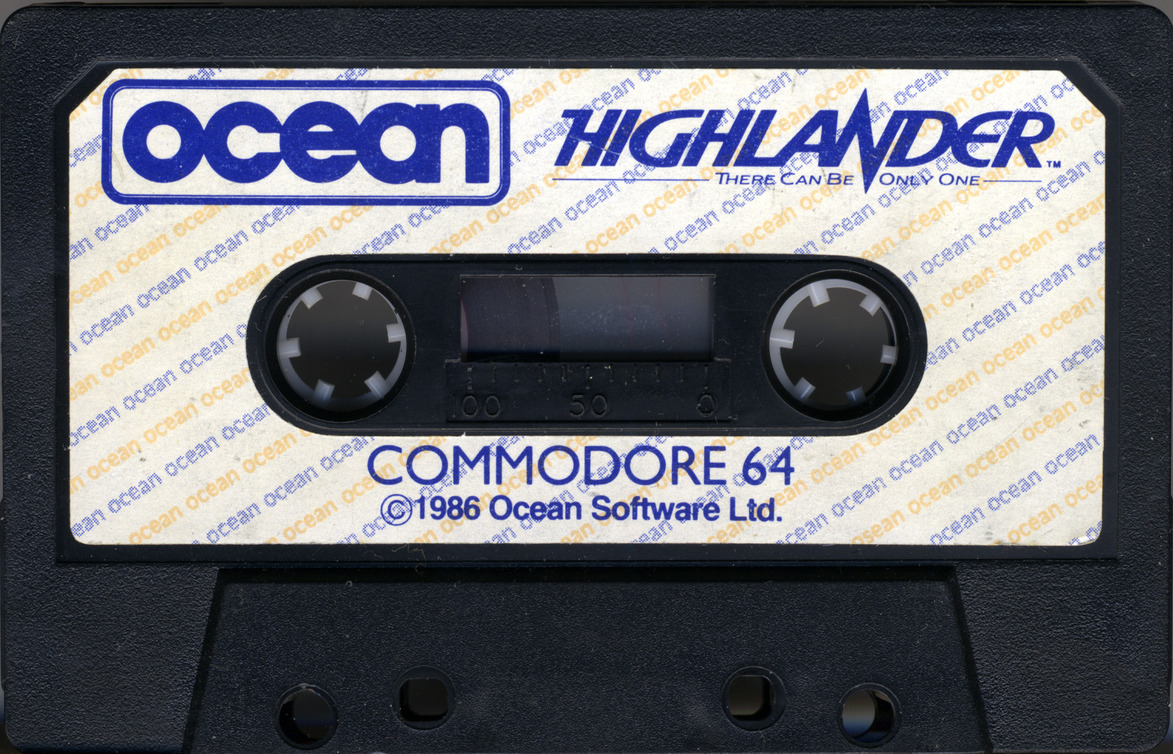 ocean
HIGHLANDER™
THERE CAN BE ONLY ONE
100 50 0
COMMODORE 64
©1986 Ocean Software Ltd.